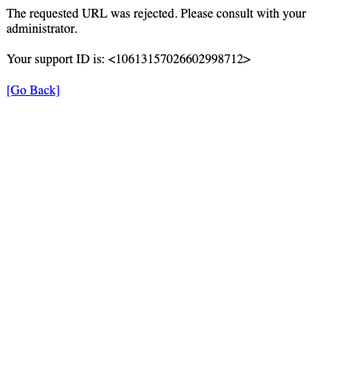 The requested URL was rejected. Please consult with your
administrator.
Your support ID is: <10613157026602998712>
[Go Back]